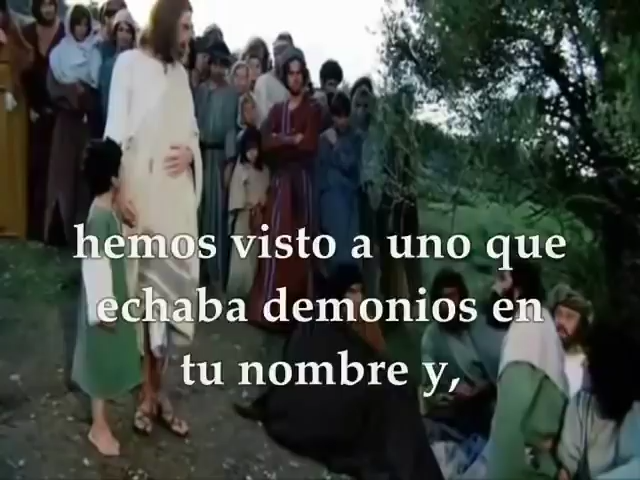 hemos visto a uno que
echaba demonios en
tu nombre y,